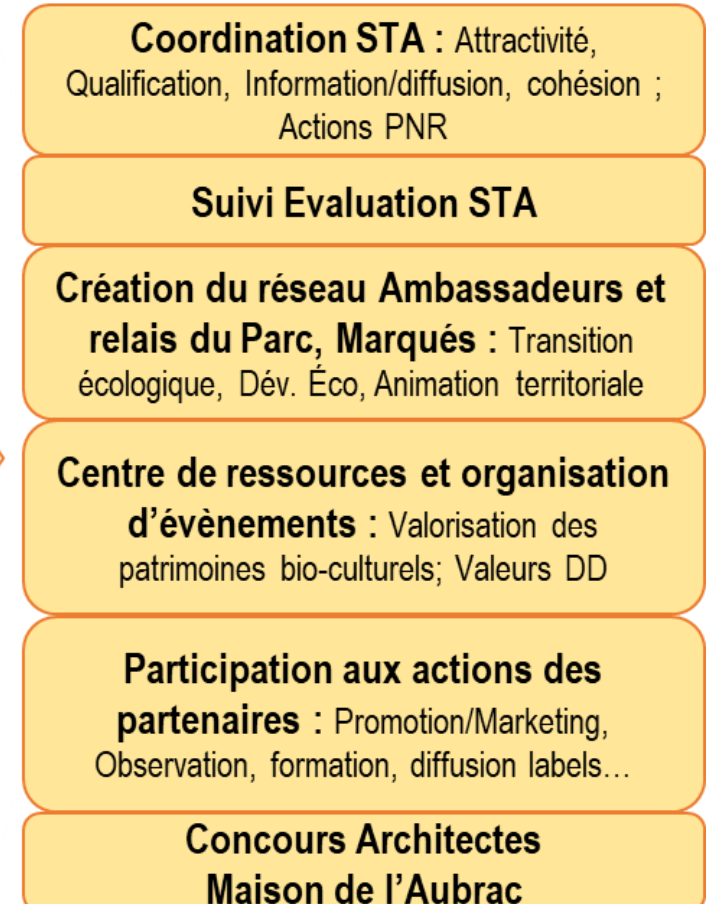 Coordination STA : Attractivité,
Qualification, Information/diffusion, cohésion ;
Actions PNR
Suivi Evaluation STA
Création du réseau Ambassadeurs et
relais du Parc, Marqués : Transition
écologique, Dév. Éco, Animation territoriale
Centre de ressources et organisation
d'évènements : Valorisation des
patrimoines bio-culturels; Valeurs DD
Participation aux actions des
partenaires : Promotion/Marketing,
Observation, formation, diffusion labels…
Concours Architectes
Maison de l'Aubrac